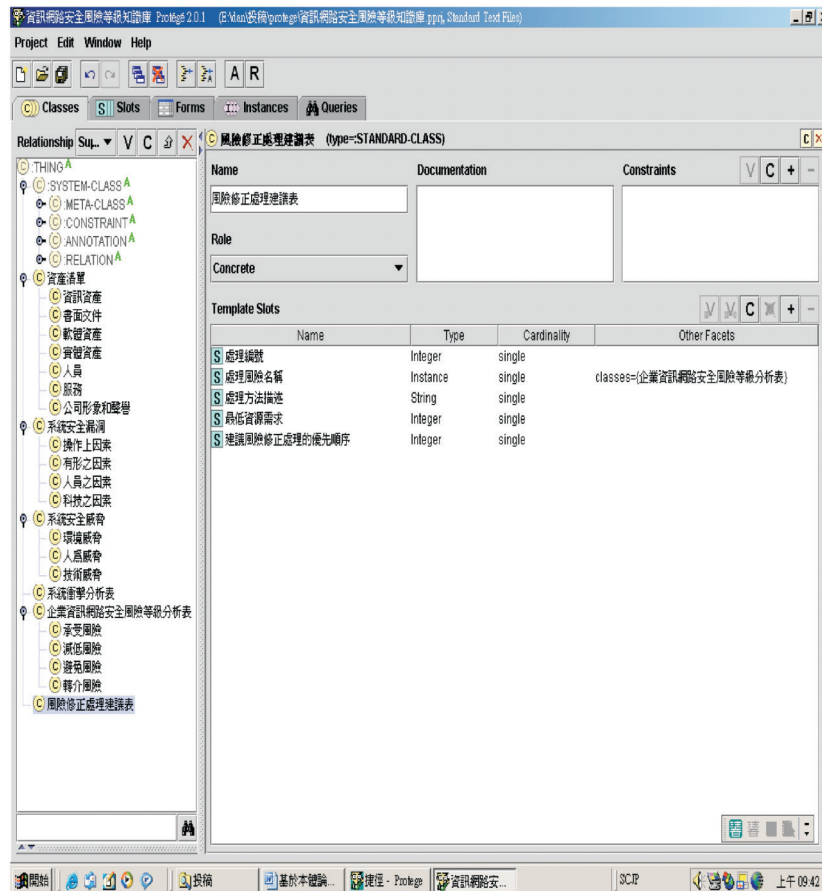 資訊網路安全風險等級知識庫 Protégé 2.0.1 (E:\dan\投稿\protege\資訊網路安全風險等級知識庫.pprj, Standard Text Files)
Project Edit Window Help
A R
Classes Slots Forms Instances Queries
Relationship Su... V C
風險修正處理建議表 (type=:STANDARD-CLASS)
:THING A
:SYSTEM-CLASS A
:META-CLASS A
:CONSTRAINT A
:ANNOTATION A
:RELATION A
資產清單
資訊資產
書面文件
軟體資產
實體資產
人員
服務
公司形象和聲譽
系統安全漏洞
操作上因素
有形之因素
人員之因素
科技之因素
系統安全威脅
環境威脅
人為威脅
技術威脅
系統衝擊分析表
企業資訊網路安全風險等級分析表
承受風險
減低風險
避免風險
轉介風險
風險修正處理建議表
Name Documentation Constraints V C + -
風險修正處理建議表
Role
Concrete
Template Slots V V C + -
Name Type Cardinality Other Facets
S 處理編號 Integer single
S 處理風險名稱 Instance single classes={企業資訊網路安全風險等級分析表}
S 處理方法描述 String single
S 最低資源需求 Integer single
S 建議風險修正處理的優先順序 Integer single
開始 投稿 基於本體論... 捷徑 - Protege 資訊網路安... SCJP 上午 09:42